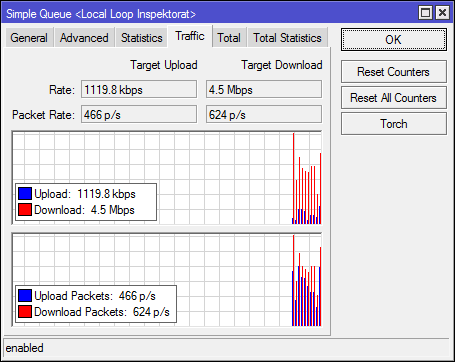 Simple Queue <Local Loop Inspektorat>
General Advanced Statistics Traffic Total Total Statistics
OK
Reset Counters
Reset All Counters
Torch
Target Upload Target Download
Rate: 1119.8 kbps 4.5 Mbps
Packet Rate: 466 p/s 624 p/s
Upload: 1119.8 kbps
Download: 4.5 Mbps
Upload Packets: 466 p/s
Download Packets: 624 p/s
enabled